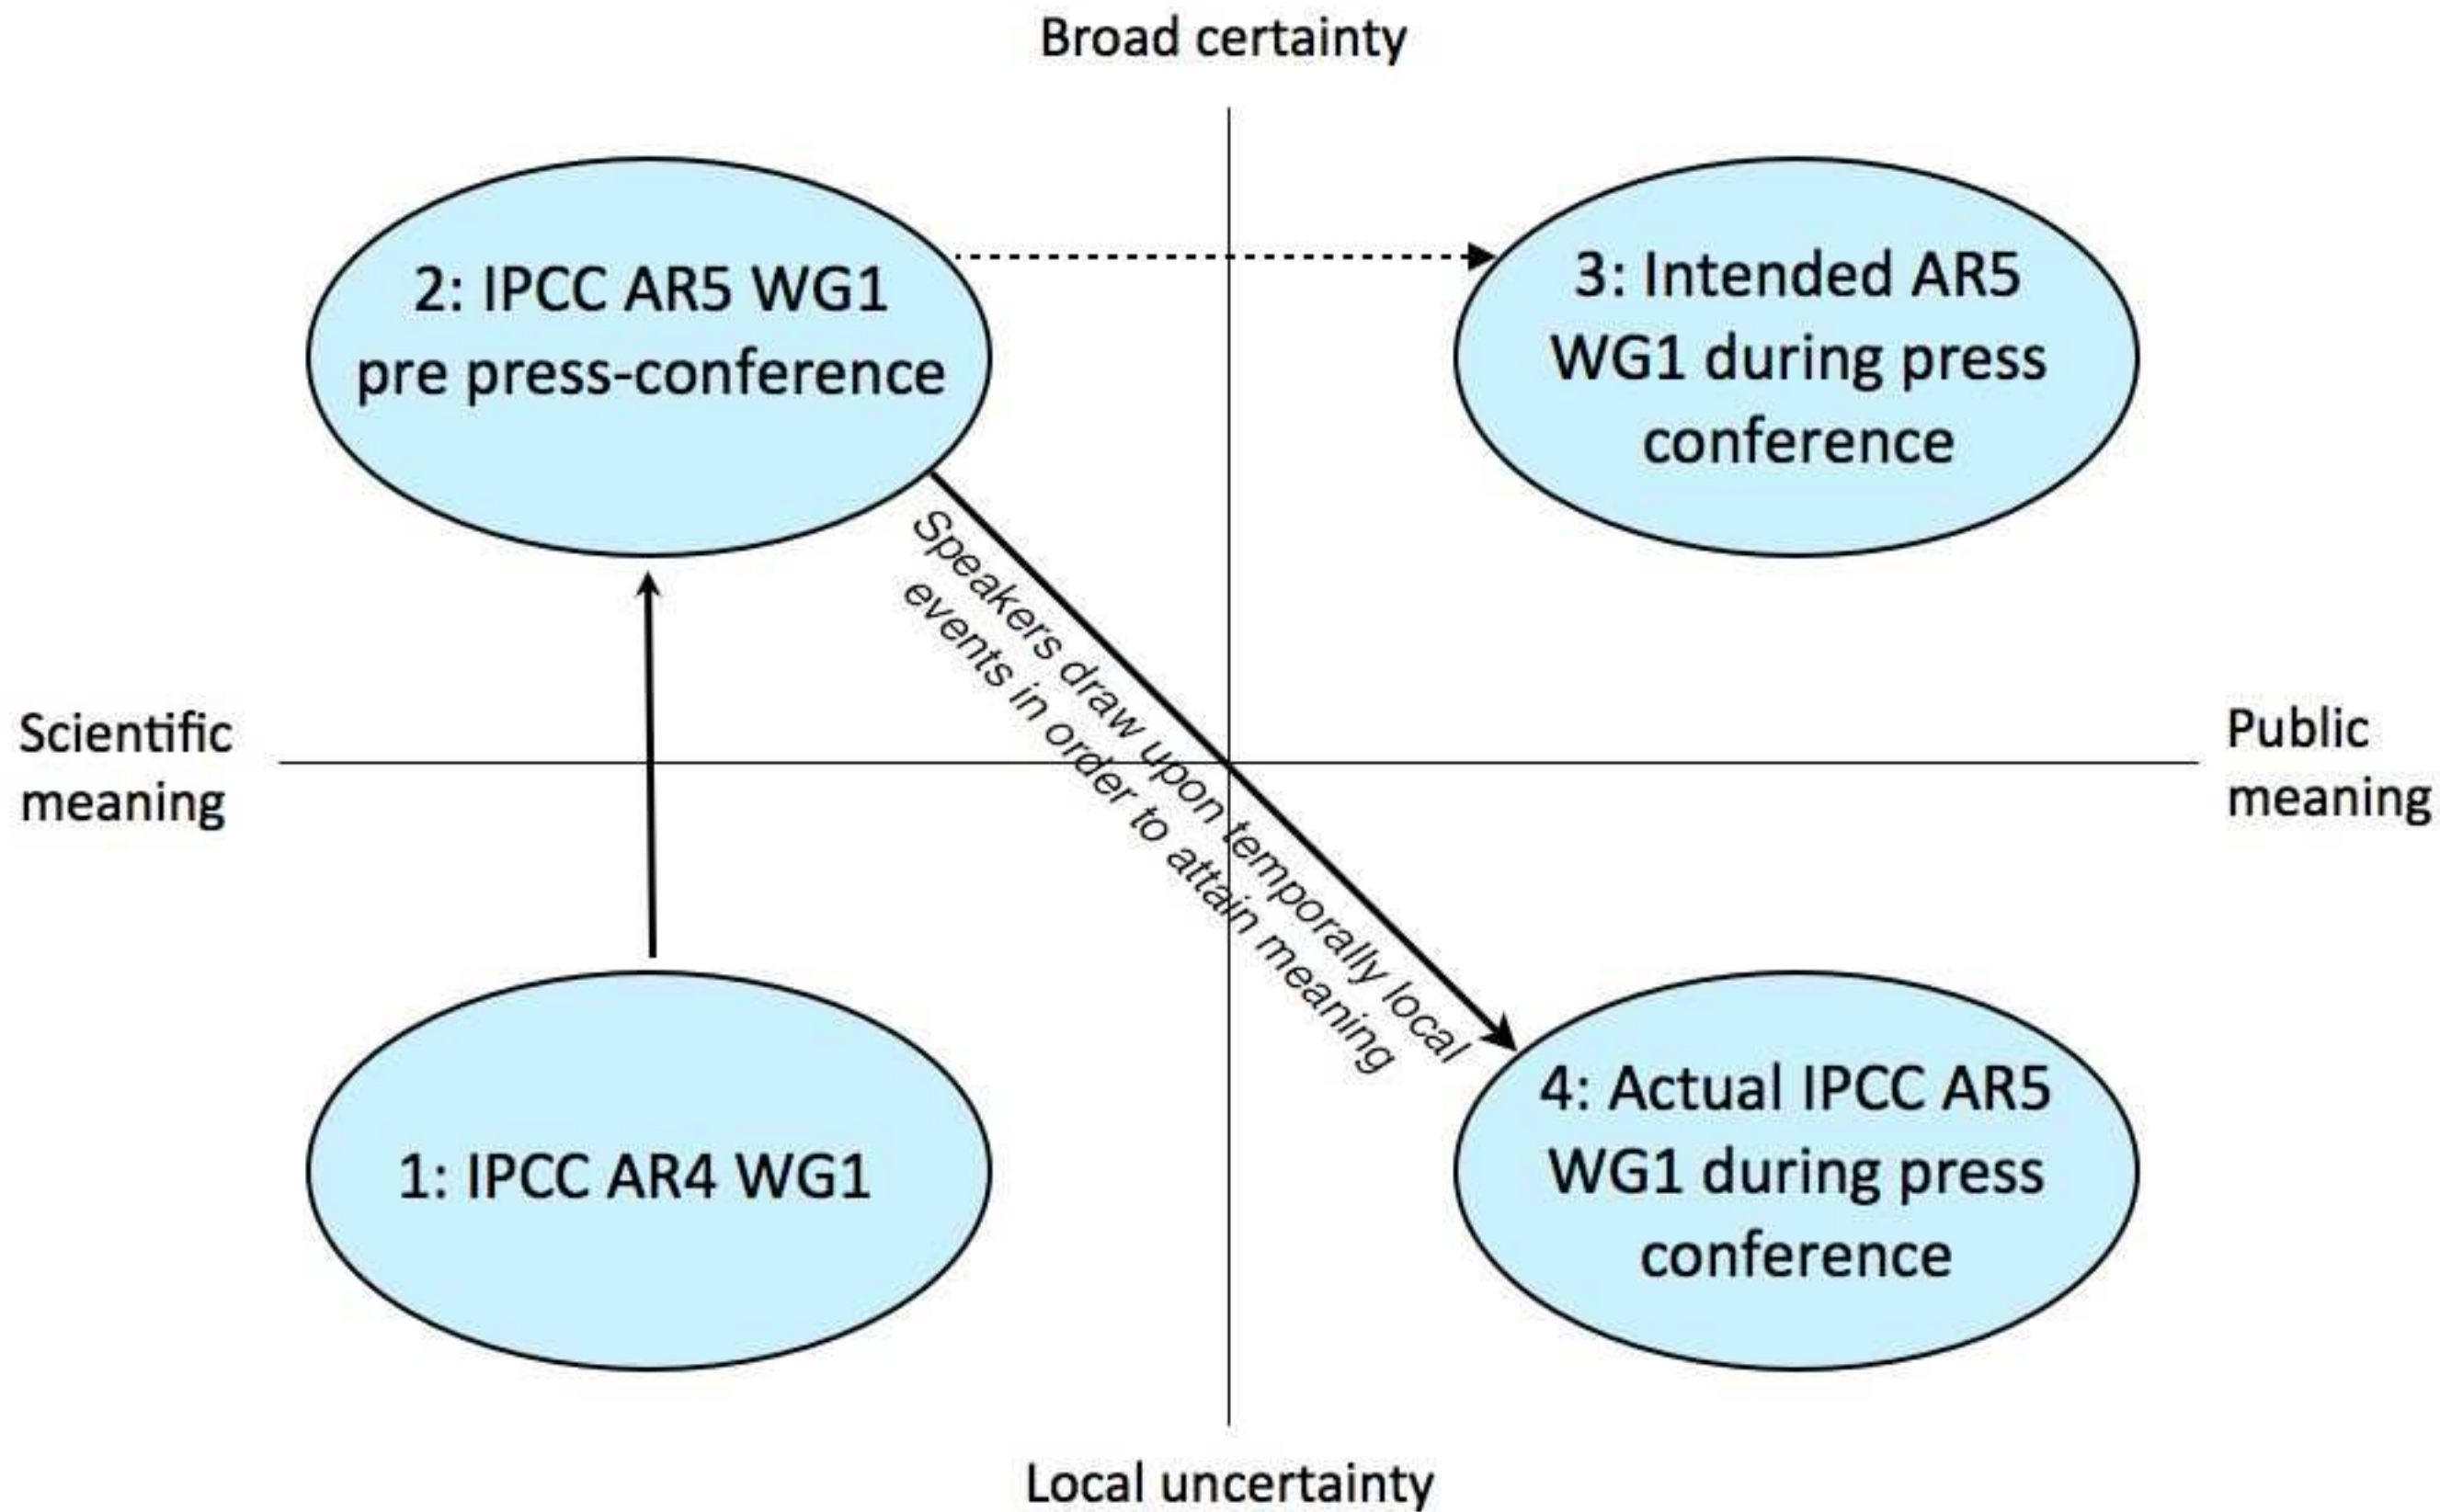 Broad certainty
2: IPCC AR5 WG1
pre press-conference
3: Intended AR5
WG1 during press
conference
Speakers draw upon temporally local
events in order to attain meaning
Scientific
meaning
Public
meaning
1: IPCC AR4 WG1
4: Actual IPCC AR5
WG1 during press
conference
Local uncertainty